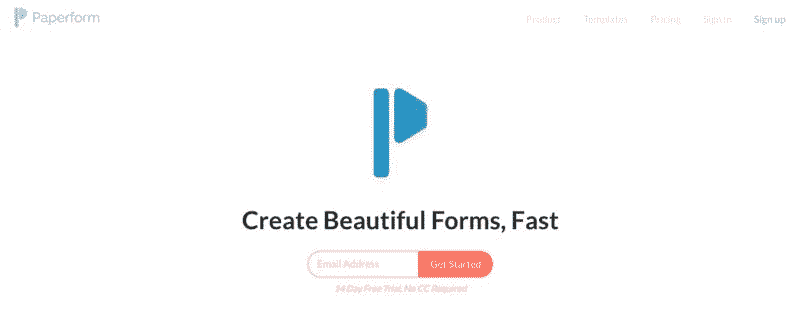 Paperform
Product Templates Pricing Sign in Sign up
Create Beautiful Forms, Fast
Email Address Get Started
14 Day Free Trial, No CC Required